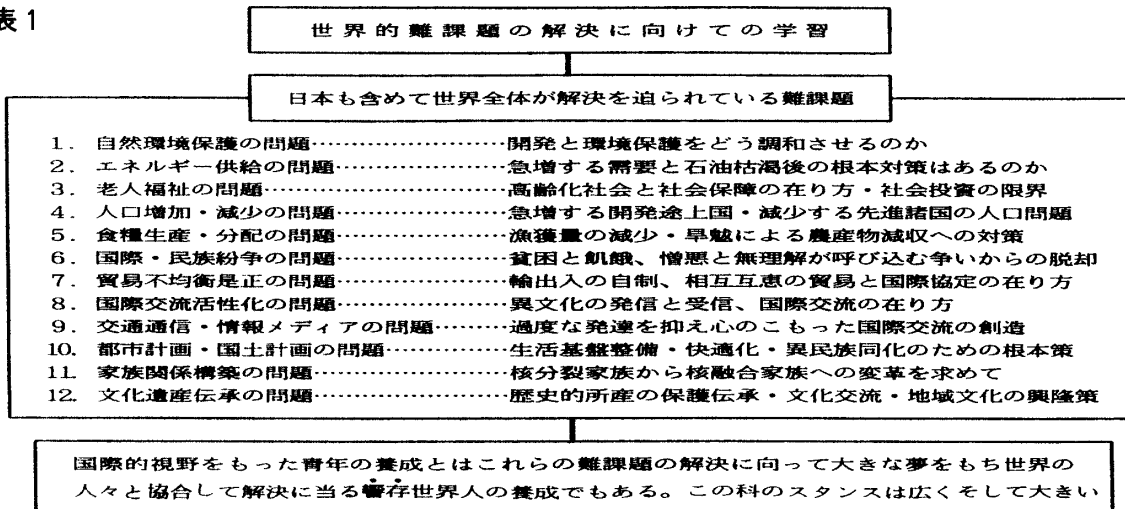 表1
世界的難課題の解決に向けての学習
日本も含めて世界全体が解決を迫られている難課題
1. 自然環境保護の問題…………………開発と環境保護をどう調和させるのか
2. エネルギー供給の問題………………急増する需要と石油枯渇後の根本対策はあるのか
3. 老人福祉の問題………………………高齢化社会と社会保障の在り方・社会投資の限界
4. 人口増加・減少の問題………………急増する開発途上国・減少する先進諸国の人口問題
5. 食糧生産・分配の問題………………漁獲量の減少・旱魃による農産物減収への対策
6. 国際・民族紛争の問題………………貧困と飢餓、憎悪と無理解が呼び込む争いからの脱却
7. 貿易不均衡是正の問題………………輸出入の自制、相互互恵の貿易と国際協定の在り方
8. 国際交流活性化の問題………………異文化の発信と受信、国際交流の在り方
9. 交通通信・情報メディアの問題………過度な発達を抑え心のこもった国際交流の創造
10. 都市計画・国土計画の問題……………生活基盤整備・快適化・異民族同化のための根本策
11. 家族関係構築の問題…………………核分裂家族から核融合家族への変革を求めて
12. 文化遺産伝承の問題…………………歴史的所産の保護伝承・文化交流・地域文化の興隆策
国際的視野をもった青年の養成とはこれらの難課題の解決に向って大きな夢をもち世界の
人々と協合して解決に当る響存世界人の養成でもある。この科のスタンスは広くそして大きい